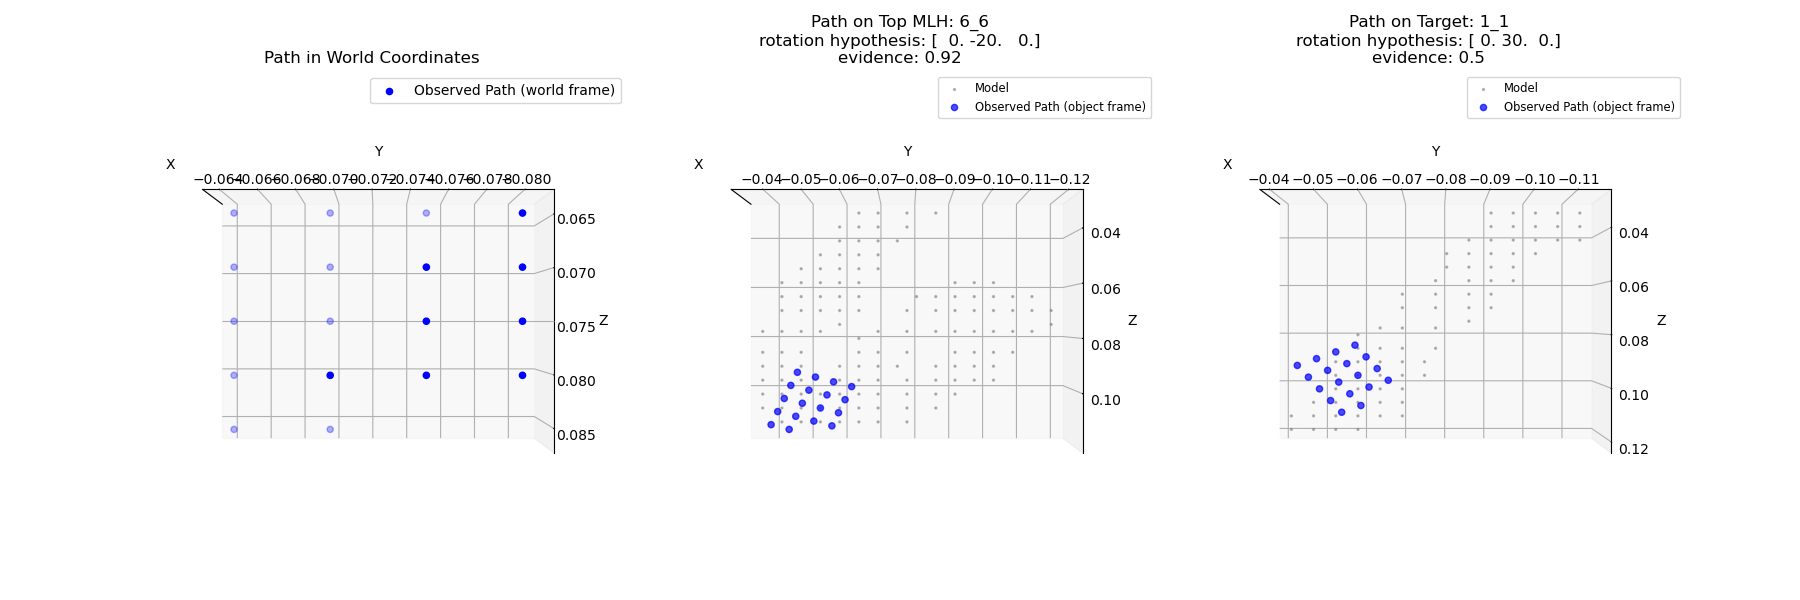 Path in World Coordinates
Observed Path (world frame)
X
Y
−0.064 −0.066 −0.068 −0.070 −0.072 −0.074 −0.076 −0.078 −0.080
0.065
0.070
0.075
Z
0.080
0.085
Path on Top MLH: 6_6
rotation hypothesis: [  0. -20.   0.]
evidence: 0.92
Model
Observed Path (object frame)
X
Y
−0.04 −0.05 −0.06 −0.07 −0.08 −0.09 −0.10 −0.11 −0.12
0.04
0.06
Z
0.08
0.10
Path on Target: 1_1
rotation hypothesis: [ 0. 30.  0.]
evidence: 0.5
Model
Observed Path (object frame)
X
Y
−0.04 −0.05 −0.06 −0.07 −0.08 −0.09 −0.10 −0.11
0.04
0.06
Z
0.08
0.10
0.12